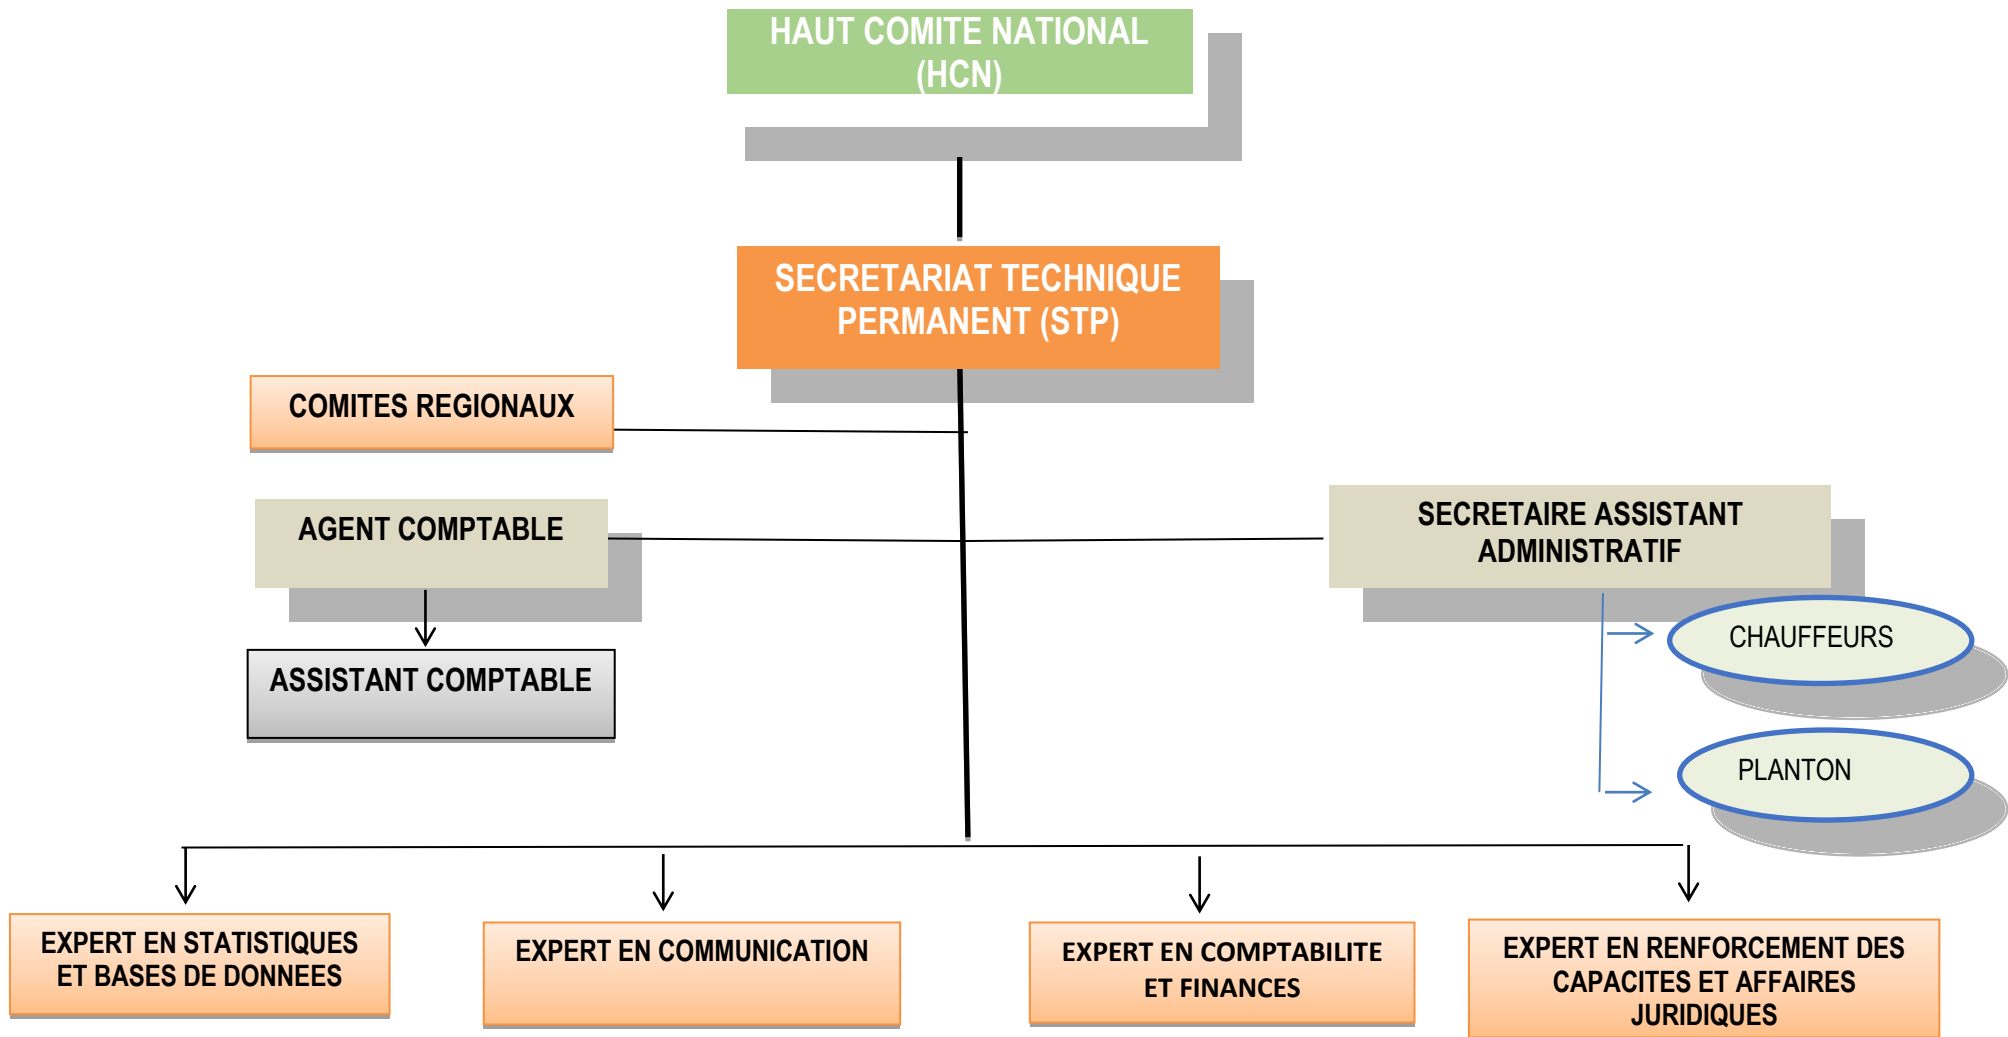 HAUT COMITE NATIONAL
(HCN)
SECRETARIAT TECHNIQUE
PERMANENT (STP)
COMITES REGIONAUX
AGENT COMPTABLE
SECRETAIRE ASSISTANT
ADMINISTRATIF
CHAUFFEURS
ASSISTANT COMPTABLE
PLANTON
EXPERT EN STATISTIQUES
ET BASES DE DONNEES
EXPERT EN COMMUNICATION
EXPERT EN COMPTABILITE
ET FINANCES
EXPERT EN RENFORCEMENT DES
CAPACITES ET AFFAIRES
JURIDIQUES